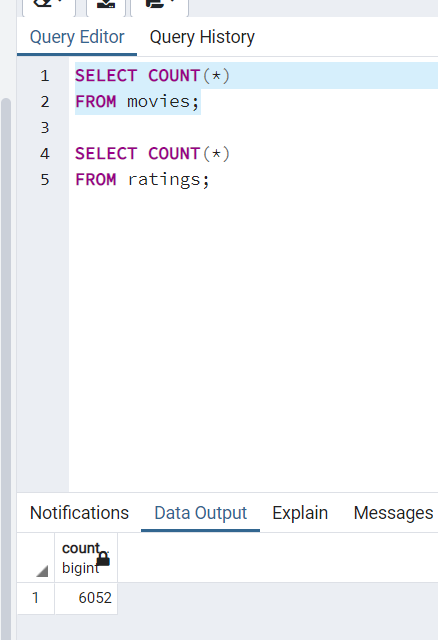 Query Editor Query History
1 SELECT COUNT(*)
2 FROM movies;
3
4 SELECT COUNT(*)
5 FROM ratings;
Notifications Data Output Explain Messages
count
bigint
1 6052